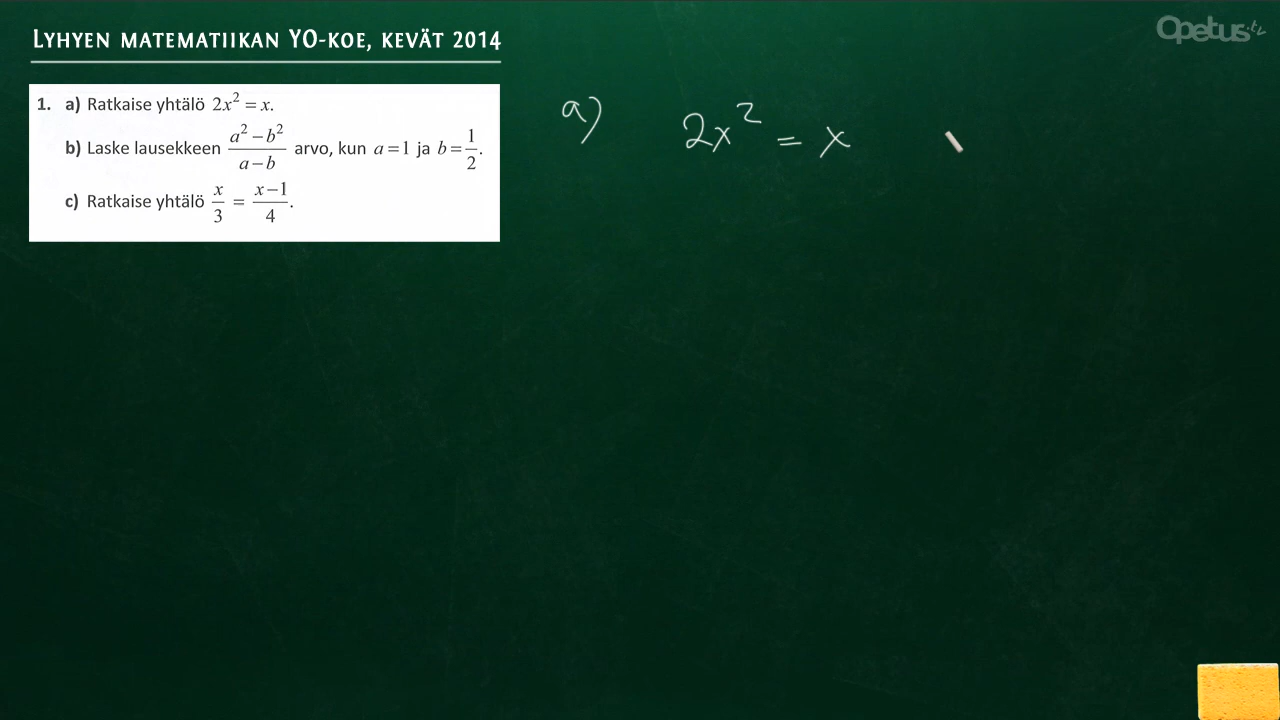 LYHYEN MATEMATIIKAN YO-KOE, KEVÄT 2014
Opetus.tv
1. a) Ratkaise yhtälö 2x² = x.
b) Laske lausekkeen (a² − b²)/(a − b) arvo, kun a = 1 ja b = 1/2.
c) Ratkaise yhtälö x/3 = (x − 1)/4.
a) 2x² = x